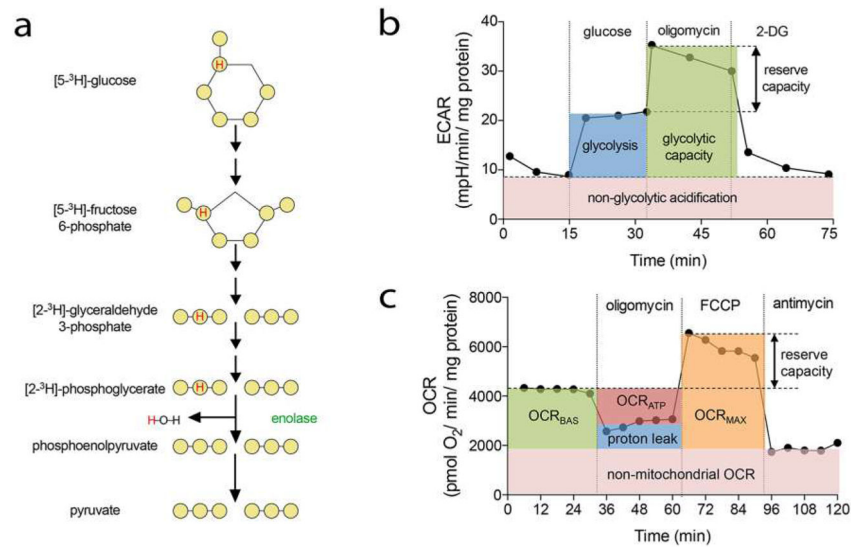 a
[5-³H]-glucose
H
[5-³H]-fructose
6-phosphate
H
[2-³H]-glyceraldehyde
3-phosphate
H
[2-³H]-phosphoglycerate
H
H-O-H
enolase
phosphoenolpyruvate
pyruvate
b
glucose
oligomycin
2-DG
ECAR
(mpH/min/ mg protein)
40
30
20
10
0
reserve
capacity
glycolysis
glycolytic
capacity
non-glycolytic acidification
0 15 30 45 60 75
Time (min)
c
oligomycin
FCCP
antimycin
OCR
(pmol O₂/ min/ mg protein)
8000
6000
4000
2000
0
reserve
capacity
OCR_BAS
OCR_ATP
proton leak
OCR_MAX
non-mitochondrial OCR
0 12 24 36 48 60 72 84 96 108 120
Time (min)